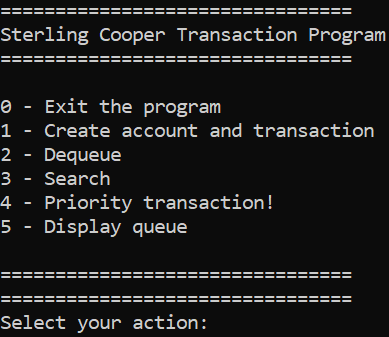 ================================
Sterling Cooper Transaction Program
================================
0 - Exit the program
1 - Create account and transaction
2 - Dequeue
3 - Search
4 - Priority transaction!
5 - Display queue
================================
================================
Select your action: